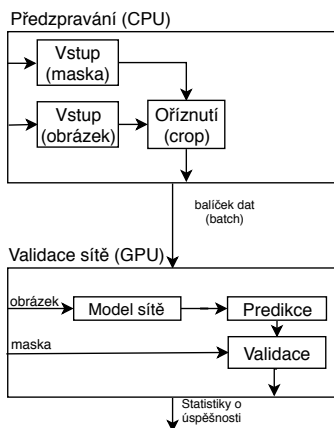 Předzpravání (CPU)
Vstup
(maska)
Vstup
(obrázek)
Oříznutí
(crop)
balíček dat
(batch)
Validace sítě (GPU)
obrázek
Model sítě
Predikce
maska
Validace
Statistiky o
úspěšnosti